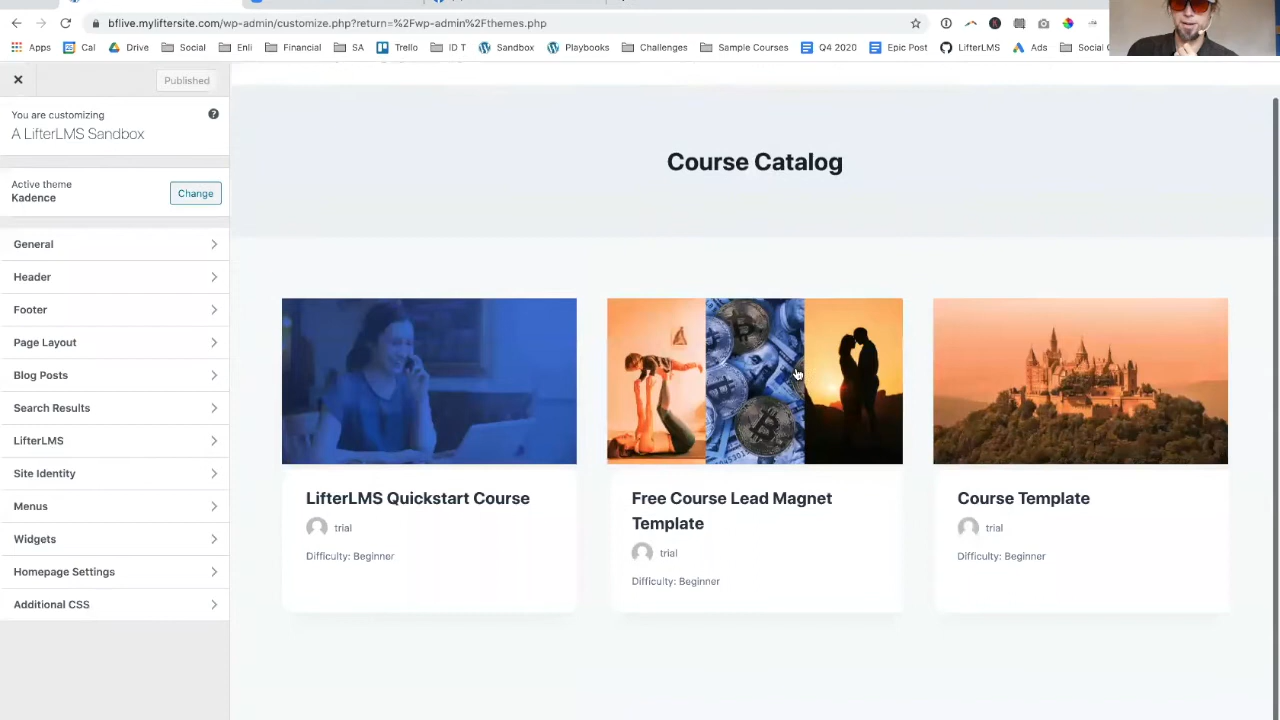 bflive.myliftersite.com/wp-admin/customize.php?return=%2Fwp-admin%2Fthemes.php
Apps Cal Drive Social Enli Financial SA Trello ID T Sandbox Playbooks Challenges Sample Courses Q4 2020 Epic Post LifterLMS Ads Social
Published
You are customizing
A LifterLMS Sandbox
Active theme
Kadence
Change
General
Header
Footer
Page Layout
Blog Posts
Search Results
LifterLMS
Site Identity
Menus
Widgets
Homepage Settings
Additional CSS
Course Catalog
LifterLMS Quickstart Course
trial
Difficulty: Beginner
Free Course Lead Magnet
Template
trial
Difficulty: Beginner
Course Template
trial
Difficulty: Beginner